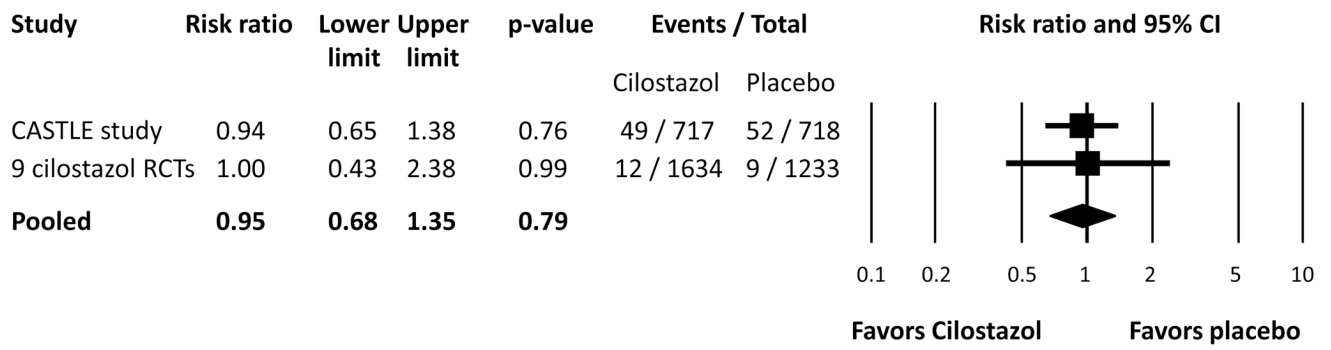 Study Risk ratio Lower Upper p-value Events / Total Risk ratio and 95% CI
limit limit
Cilostazol Placebo
CASTLE study 0.94 0.65 1.38 0.76 49 / 717 52 / 718
9 cilostazol RCTs 1.00 0.43 2.38 0.99 12 / 1634 9 / 1233
Pooled 0.95 0.68 1.35 0.79
0.1 0.2 0.5 1 2 5 10
Favors Cilostazol Favors placebo